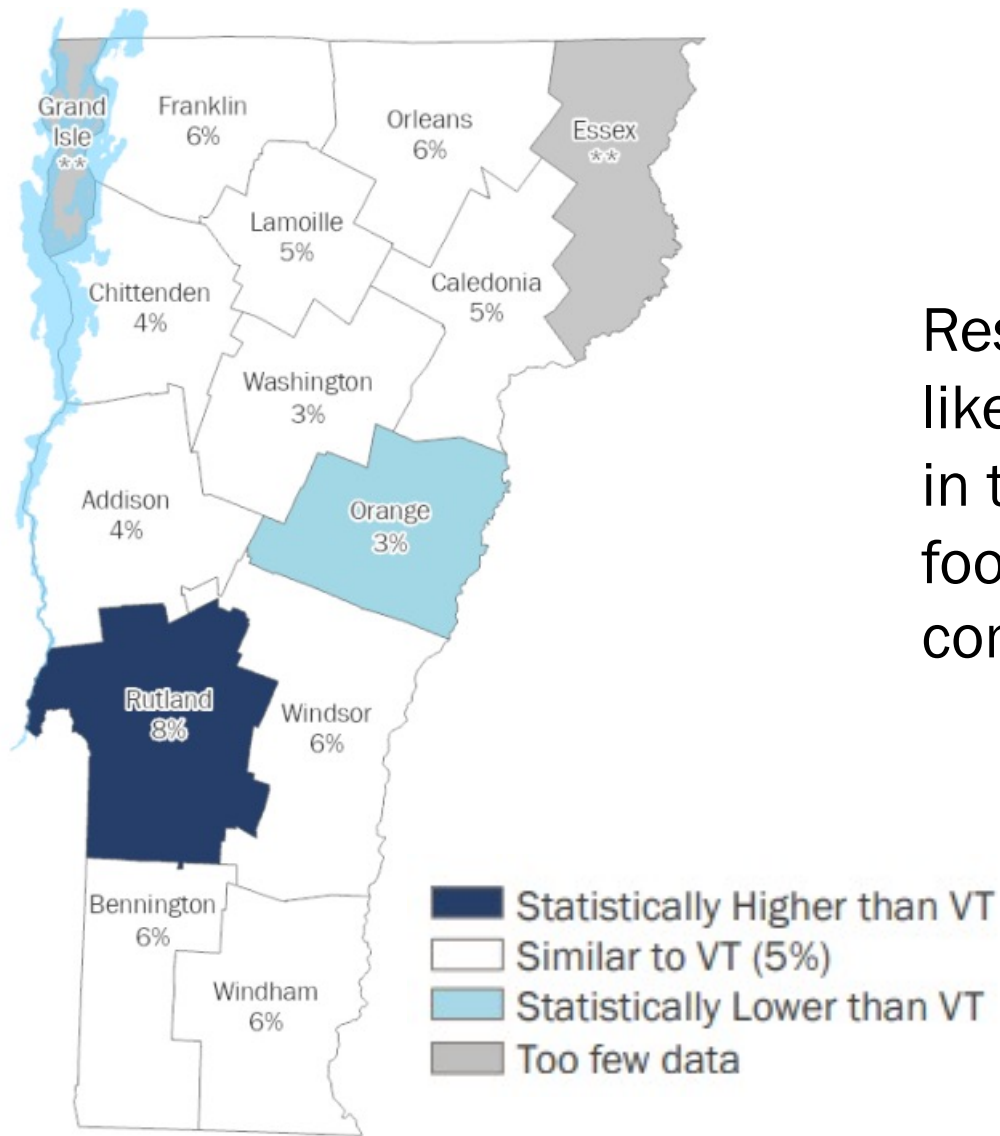 Grand
Isle
**
Franklin
6%
Orleans
6%
Essex
**
Lamoille
5%
Caledonia
5%
Chittenden
4%
Washington
3%
Addison
4%
Orange
3%
Rutland
8%
Windsor
6%
Bennington
6%
Windham
6%
Statistically Higher than VT
Similar to VT (5%)
Statistically Lower than VT
Too few data
Res
like
in t
foo
cor